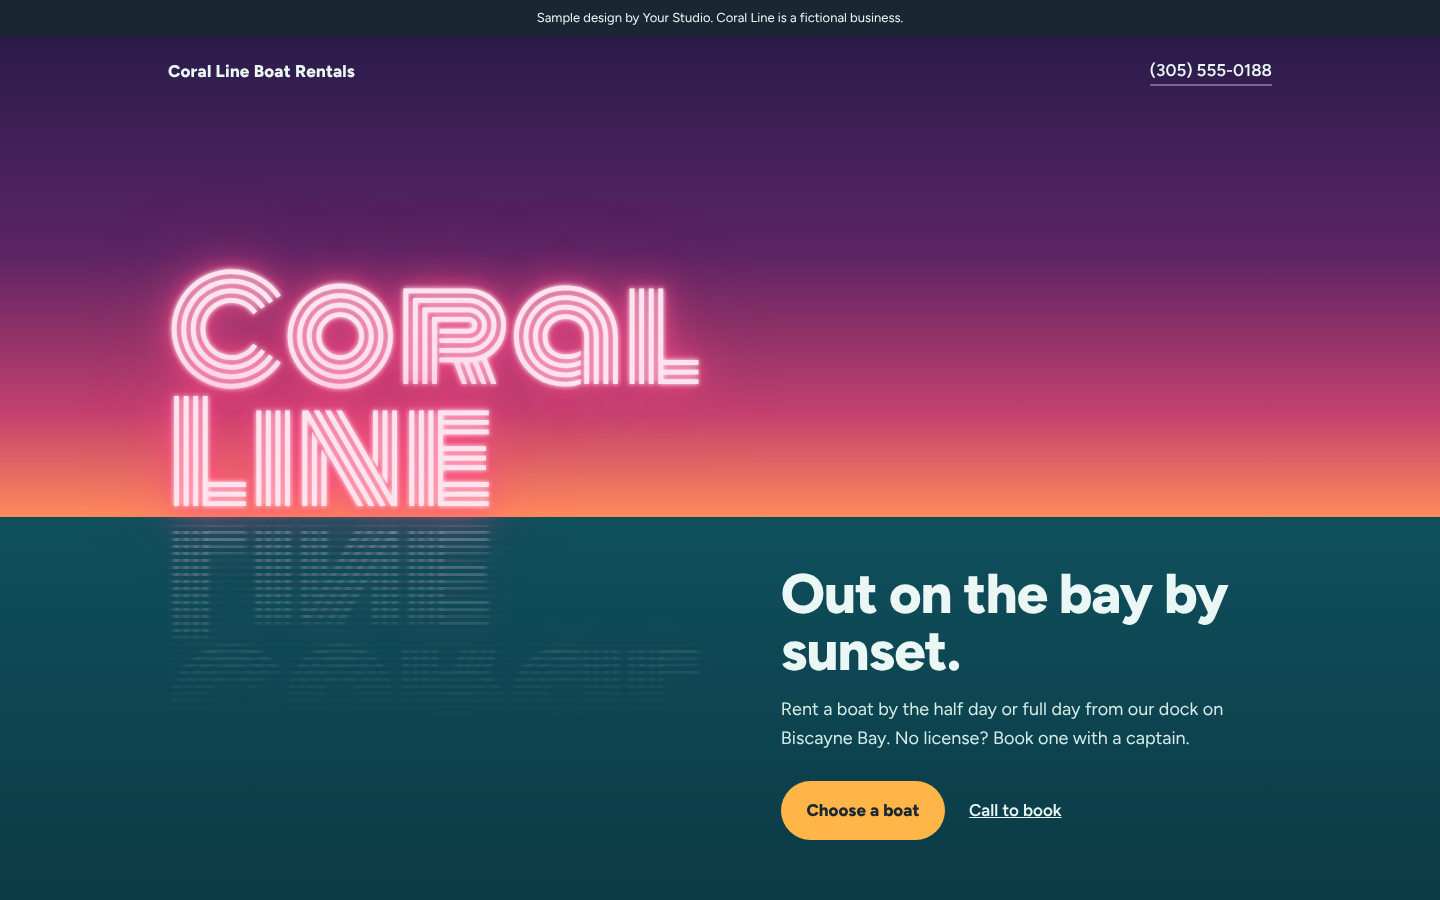 Sample design by Your Studio. Coral Line is a fictional business.
Coral Line Boat Rentals
(305) 555-0188
CORAL
LINE
Out on the bay by
sunset.
Rent a boat by the half day or full day from our dock on
Biscayne Bay. No license? Book one with a captain.
Choose a boat
Call to book